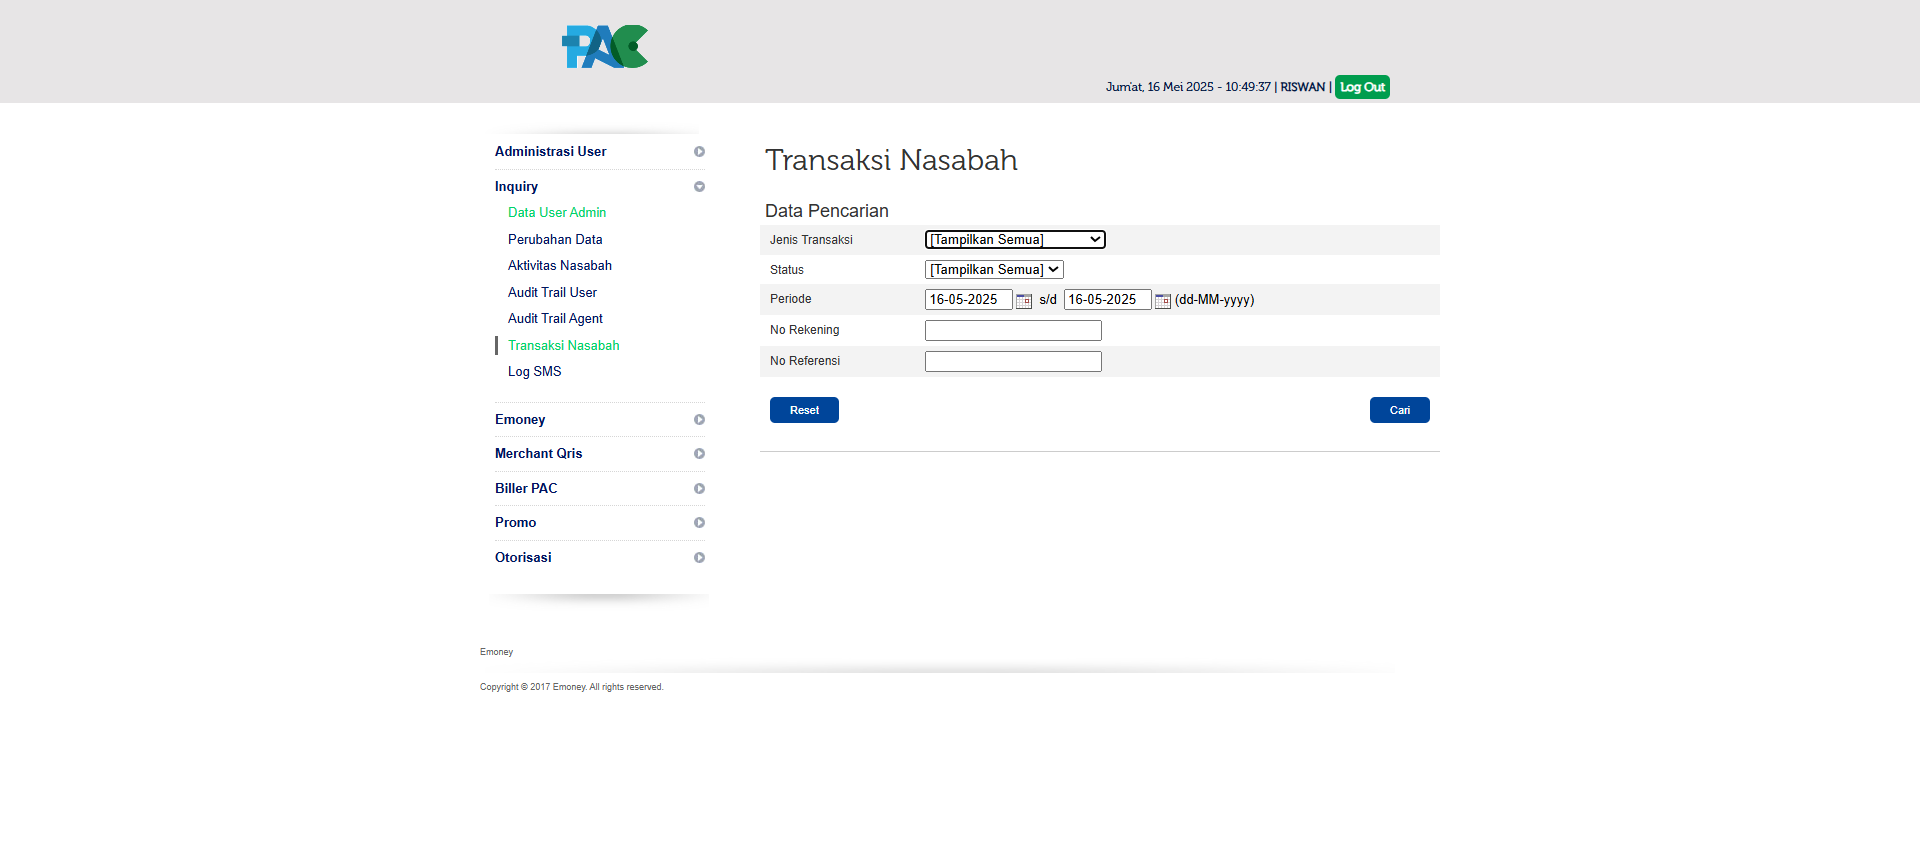 PAC
Jum'at, 16 Mei 2025 - 10:49:37 | RISWAN | Log Out
Administrasi User
Inquiry
Data User Admin
Perubahan Data
Aktivitas Nasabah
Audit Trail User
Audit Trail Agent
Transaksi Nasabah
Log SMS
Emoney
Merchant Qris
Biller PAC
Promo
Otorisasi
Transaksi Nasabah
Data Pencarian
Jenis Transaksi [Tampilkan Semua]
Status [Tampilkan Semua]
Periode 16-05-2025 s/d 16-05-2025 (dd-MM-yyyy)
No Rekening
No Referensi
Reset Cari
Emoney
Copyright © 2017 Emoney. All rights reserved.